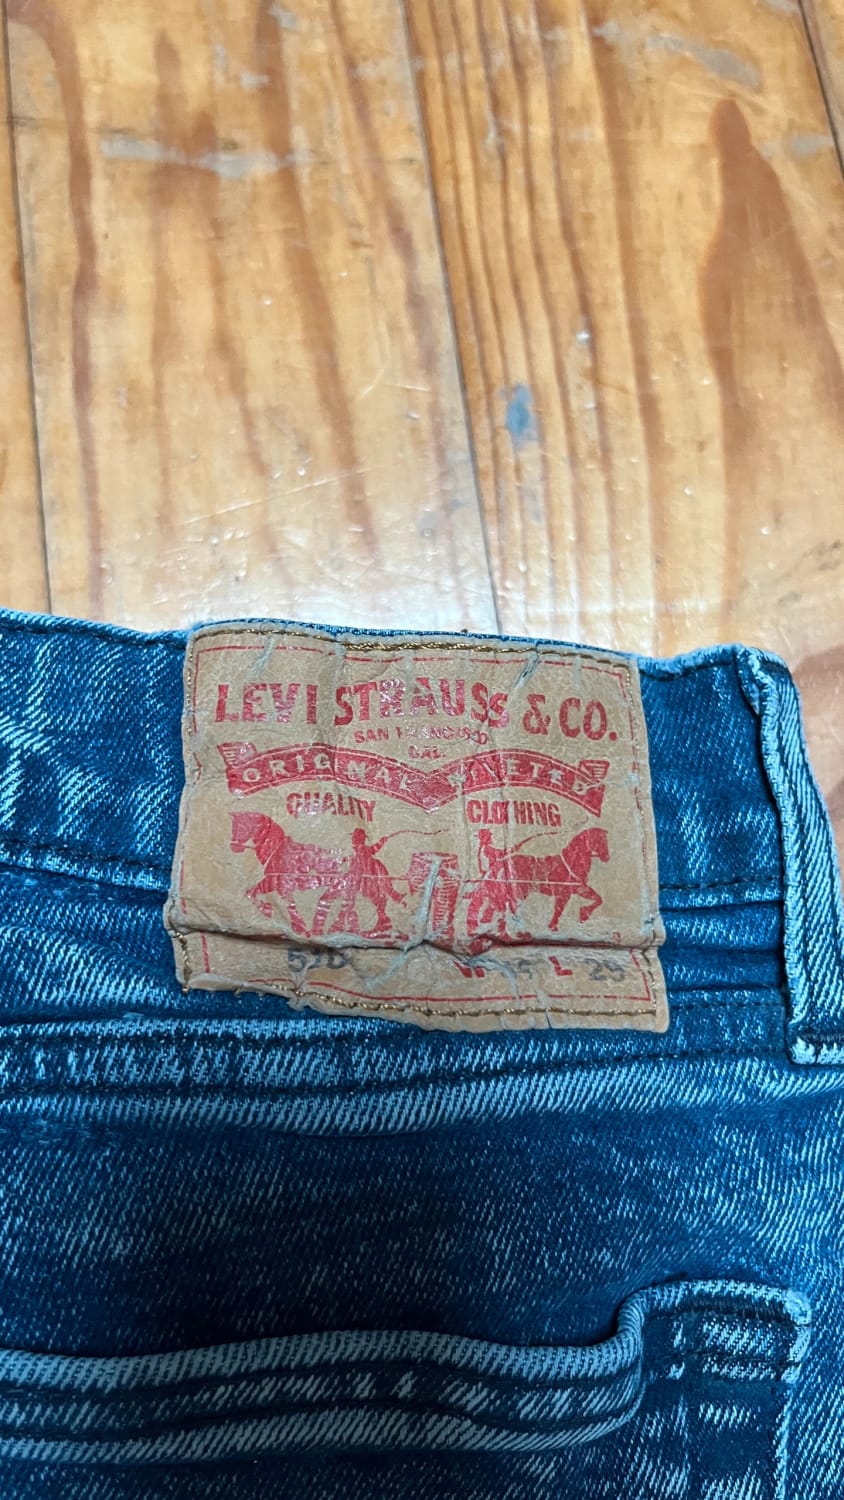 LEVI STRAUSS & CO.
SAN FRANCISCO
CAL
ORIGINAL RIVETED
QUALITY CLOTHING
W L 29